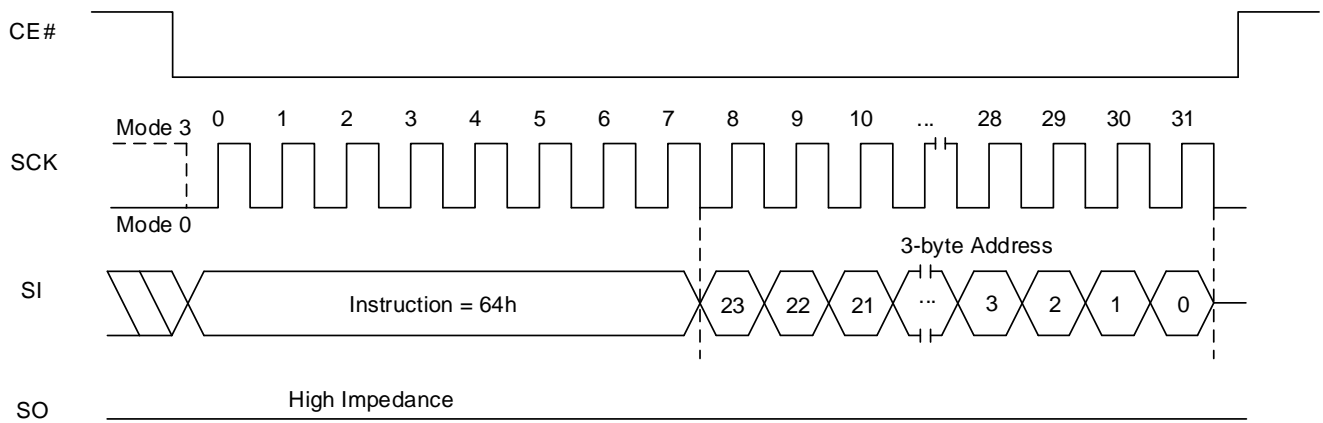 CE#
Mode 3
0 1 2 3 4 5 6 7 8 9 10 ... 28 29 30 31
SCK
Mode 0
3-byte Address
SI
Instruction = 64h
23 22 21 ... 3 2 1 0
High Impedance
SO